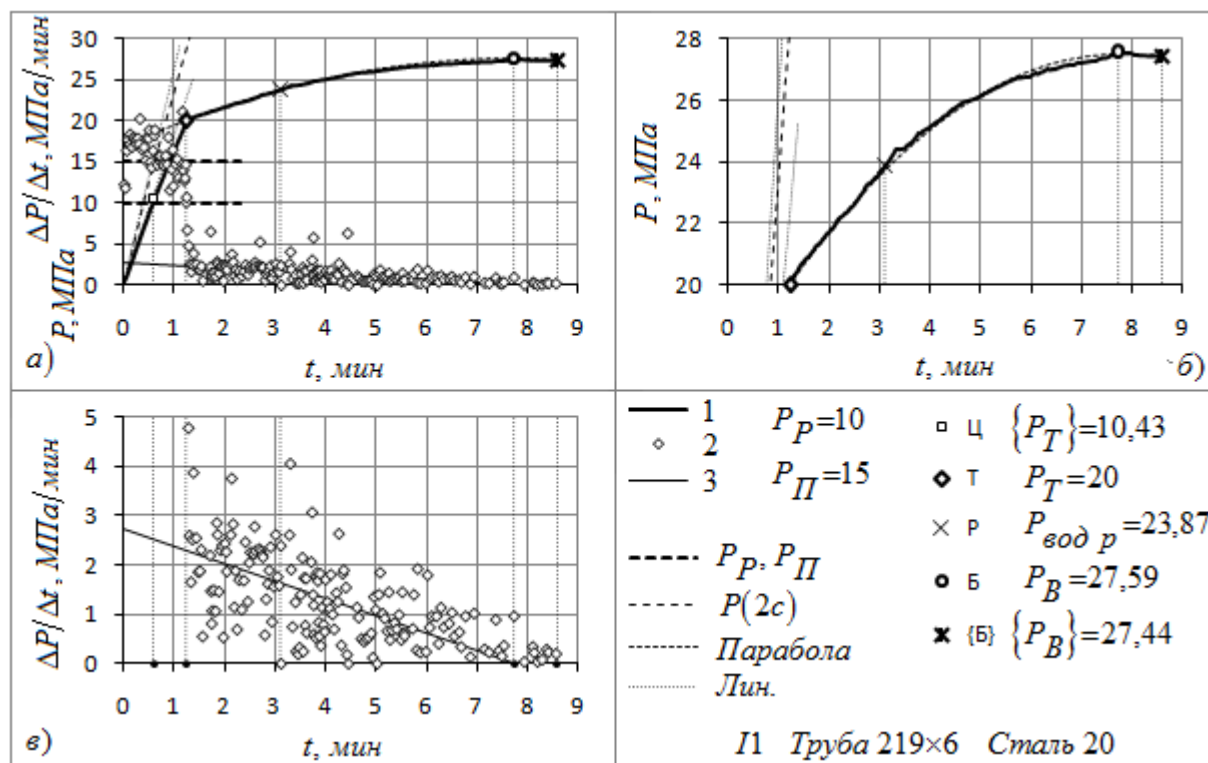 30
25
20
15
10
5
0
ΔP/Δt, МПа/мин
P, МПа
0 1 2 3 4 5 6 7 8 9
t, мин
а)
28
26
24
22
20
P, МПа
0 1 2 3 4 5 6 7 8 9
t, мин
б)
5
4
3
2
1
0
ΔP/Δt, МПа/мин
0 1 2 3 4 5 6 7 8 9
t, мин
в)
1 P_P=10
2
3 P_П=15
P_P, P_П
P(2c)
Парабола
Лин.
Ц {P_T}=10,43
Т P_T=20
Р P_вод р=23,87
Б P_B=27,59
{Б} {P_B}=27,44
I1 Труба 219×6 Сталь 20